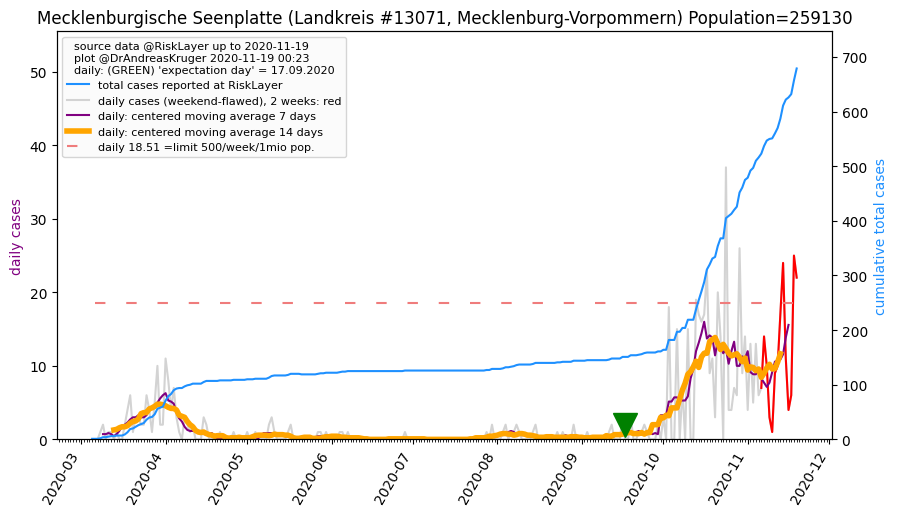 Mecklenburgische Seenplatte (Landkreis #13071, Mecklenburg-Vorpommern) Population=259130
source data @RiskLayer up to 2020-11-19
plot @DrAndreasKruger 2020-11-19 00:23
daily: (GREEN) 'expectation day' = 17.09.2020
total cases reported at RiskLayer
daily cases (weekend-flawed), 2 weeks: red
daily: centered moving average 7 days
daily: centered moving average 14 days
daily 18.51 =limit 500/week/1mio pop.
daily cases
50
40
30
20
10
0
cumulative total cases
700
600
500
400
300
200
100
0
2020-03
2020-04
2020-05
2020-06
2020-07
2020-08
2020-09
2020-10
2020-11
2020-12